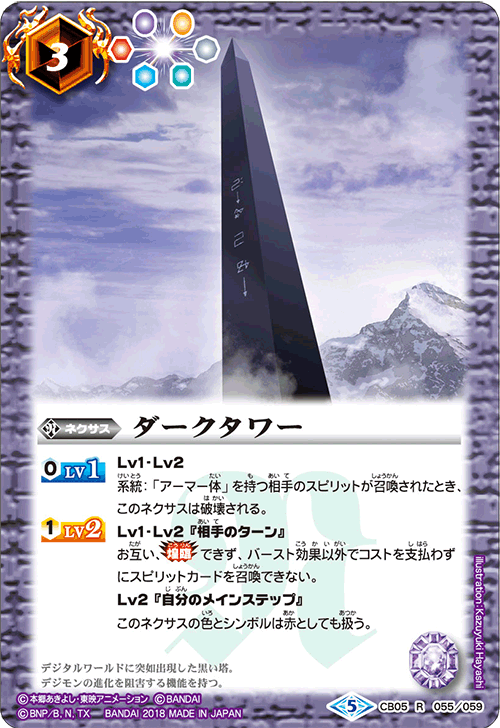 3
ネクサス ダークタワー
0 LV1
Lv1・Lv2
系統：「アーマー体」を持つ相手のスピリットが召喚されたとき、
このネクサスは破壊される。
1 LV2
Lv1・Lv2『相手のターン』
お互い、【増臨】できず、バースト効果以外でコストを支払わず
にスピリットカードを召喚できない。
Lv2『自分のメインステップ』
このネクサスの色とシンボルは赤としても扱う。
デジタルワールドに突如出現した黒い塔。
デジモンの進化を阻害する機能を持つ。
©本郷あきよし・東映アニメーション ©BANDAI
©BNP/B, N, TX BANDAI 2018 MADE IN JAPAN
5 CB05 R 055/059
illustration: Kazuyuki Hayashi